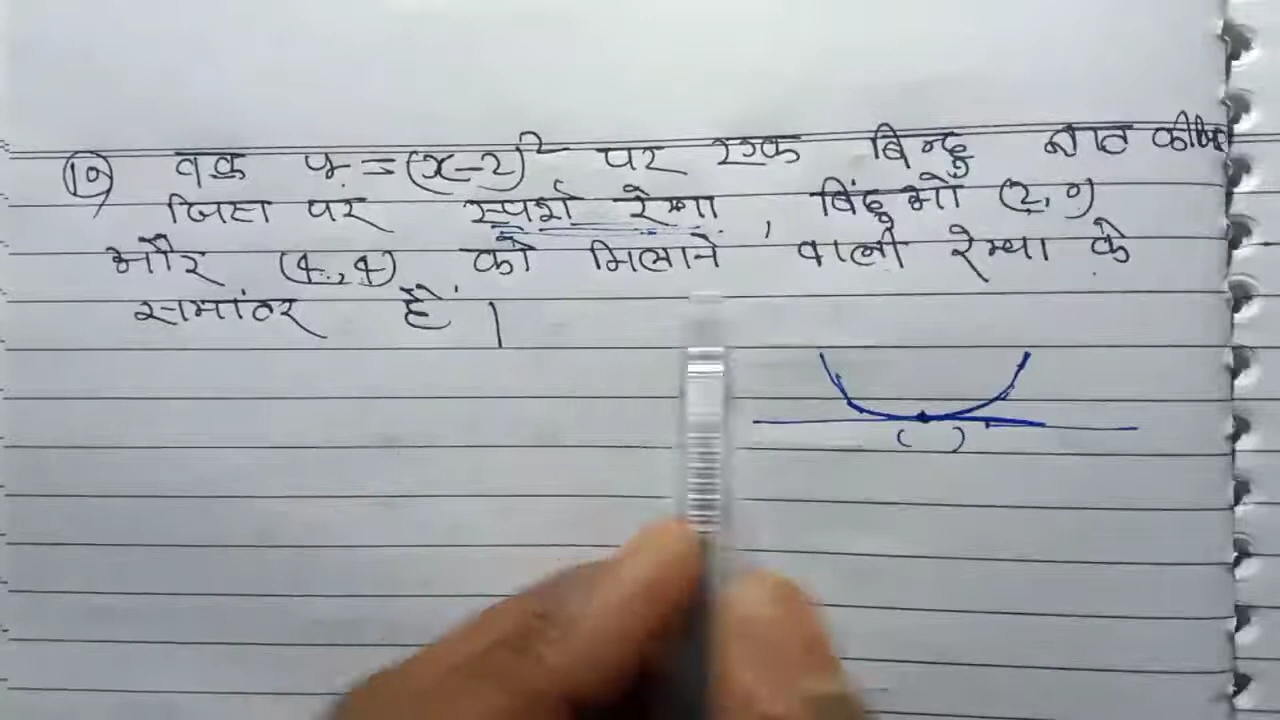 10 वक्र y = (x-2)² पर एक बिन्दु ज्ञात कीजिए
जिस पर स्पर्श रेखा, बिंदुओ (2,0)
और (4,4) को मिलाने वाली रेखा के
समांतर है।
( )